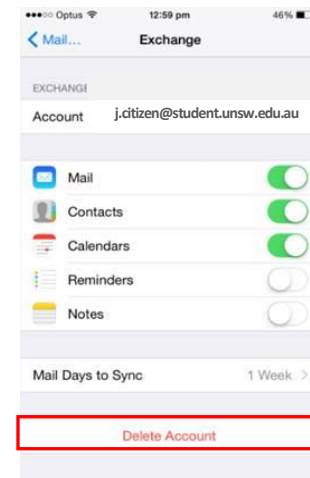 Optus 12:59 pm 46%
Mail... Exchange
EXCHANGE
Account j.citizen@student.unsw.edu.au
Mail
Contacts
Calendars
Reminders
Notes
Mail Days to Sync 1 Week >
Delete Account